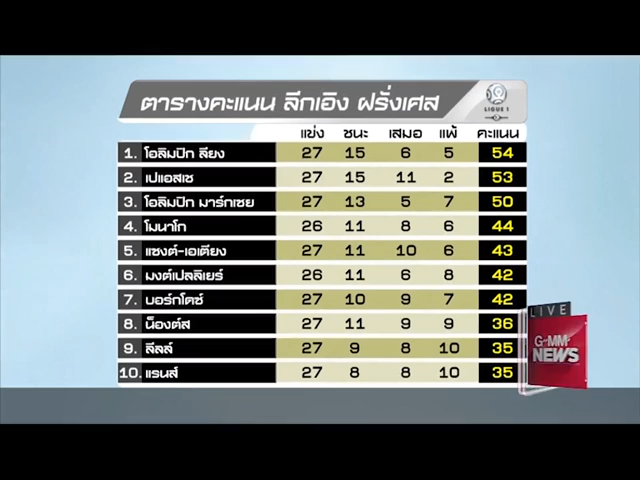 ตารางคะแนน ลีกเอิง ฝรั่งเศส
LIGUE 1
แข่ง ชนะ เสมอ แพ้ คะแนน
1. โอลิมปิก ลียง 27 15 6 5 54
2. เปแอสเช 27 15 11 2 53
3. โอลิมปิก มาร์กเซย 27 13 5 7 50
4. โมนาโก 26 11 8 6 44
5. แซงต์-เอเตียง 27 11 10 6 43
6. มงต์เปลลิเยร์ 26 11 6 8 42
7. บอร์กโดซ์ 27 10 9 7 42
8. น็องต์ส 27 11 9 9 36
9. ลีลล์ 27 9 8 10 35
10. แรนส์ 27 8 8 10 35
LIVE
G-MM
NEWS